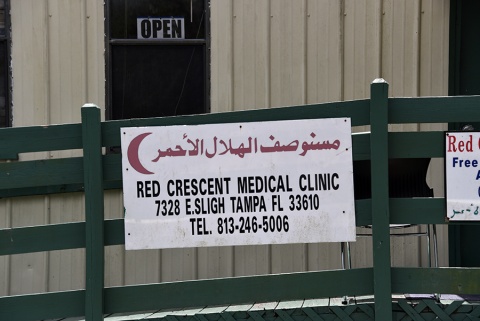 OPEN
مستوصف الهلال الأحمر
RED CRESCENT MEDICAL CLINIC
7328 E.SLIGH TAMPA FL 33610
TEL. 813-246-5006
Red
Free